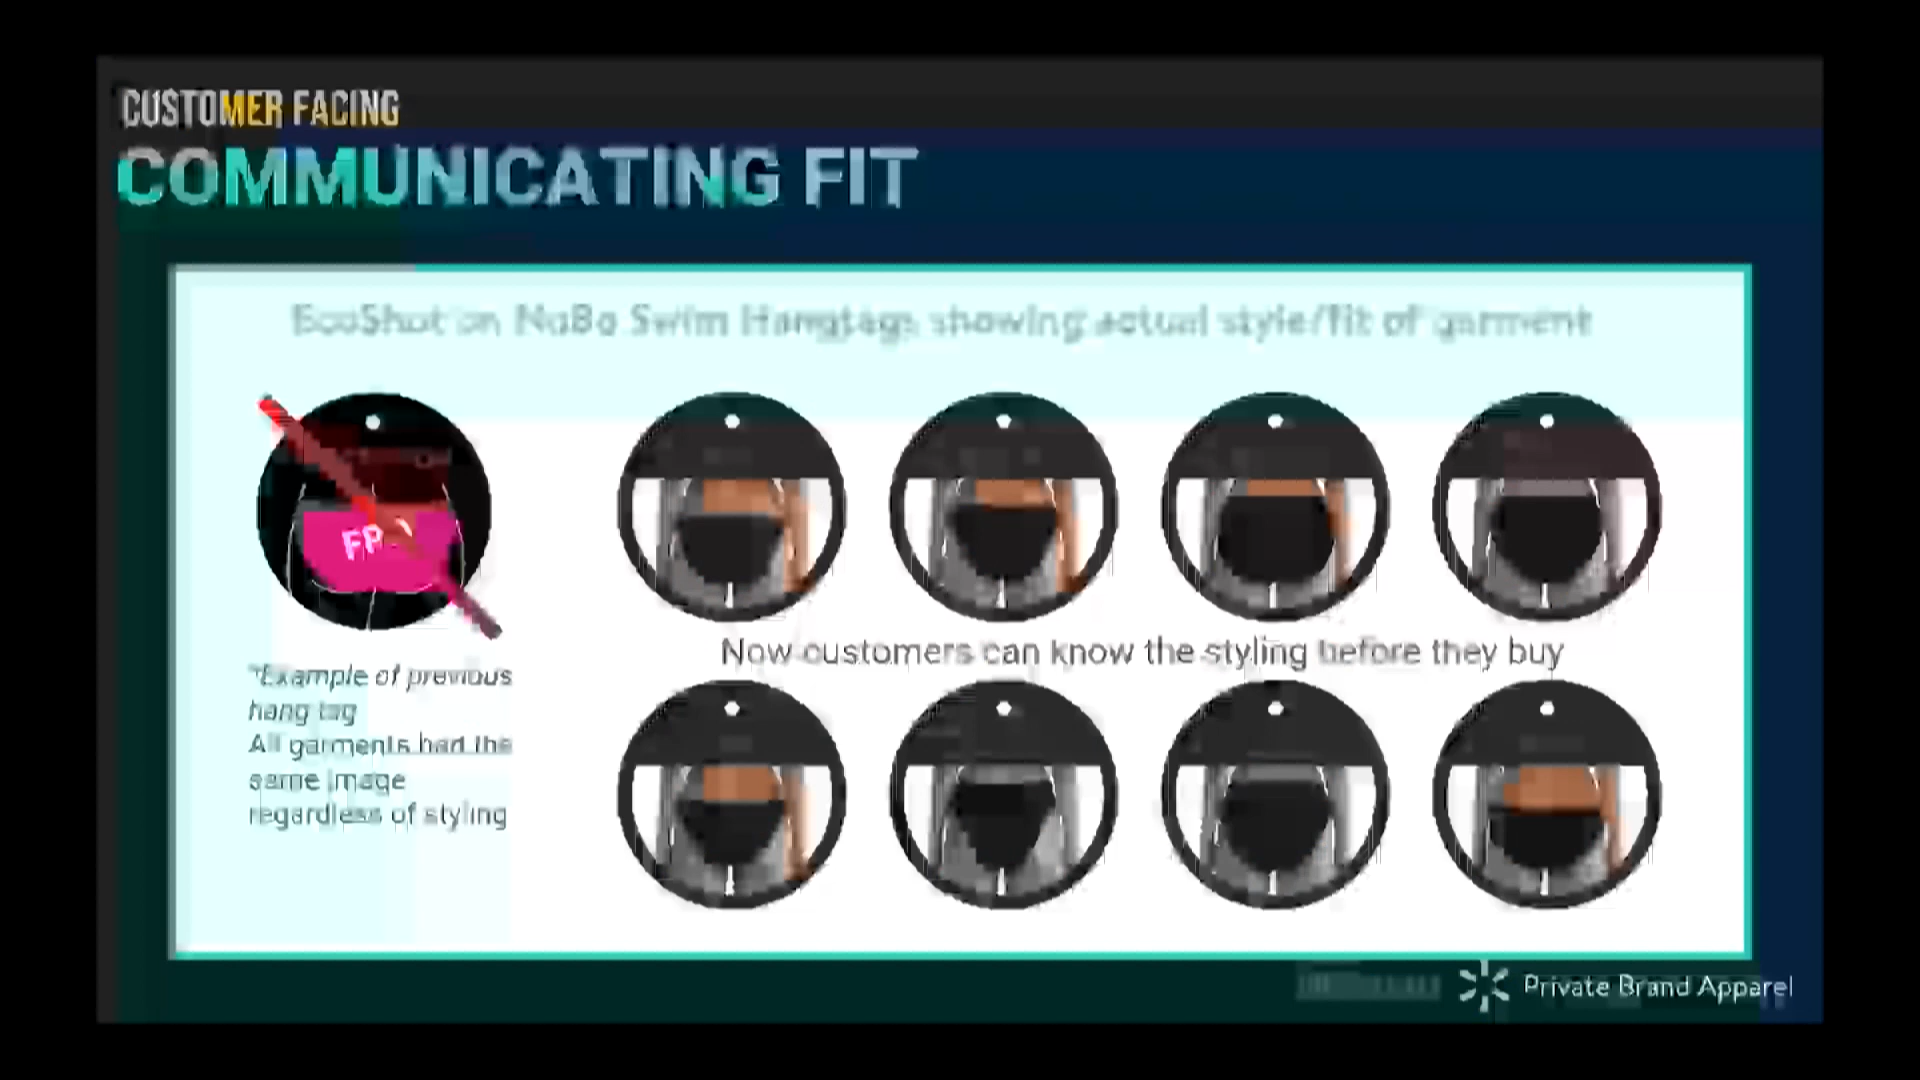 CUSTOMER FACING
COMMUNICATING FIT
EcoShot on NoBo Swim Hangtags showing actual style/fit of garment
FP
Now customers can know the styling before they buy
*Example of previous
hang tag
All garments had the
same image
regardless of styling
Private Brand Apparel